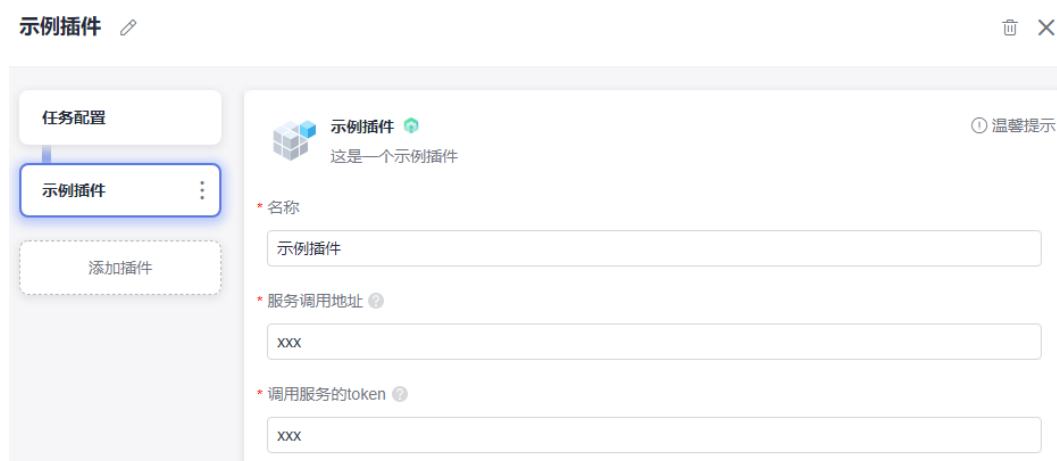 示例插件
任务配置
示例插件
添加插件
示例插件
温馨提示
这是一个示例插件
* 名称
示例插件
* 服务调用地址
xxx
* 调用服务的token
xxx